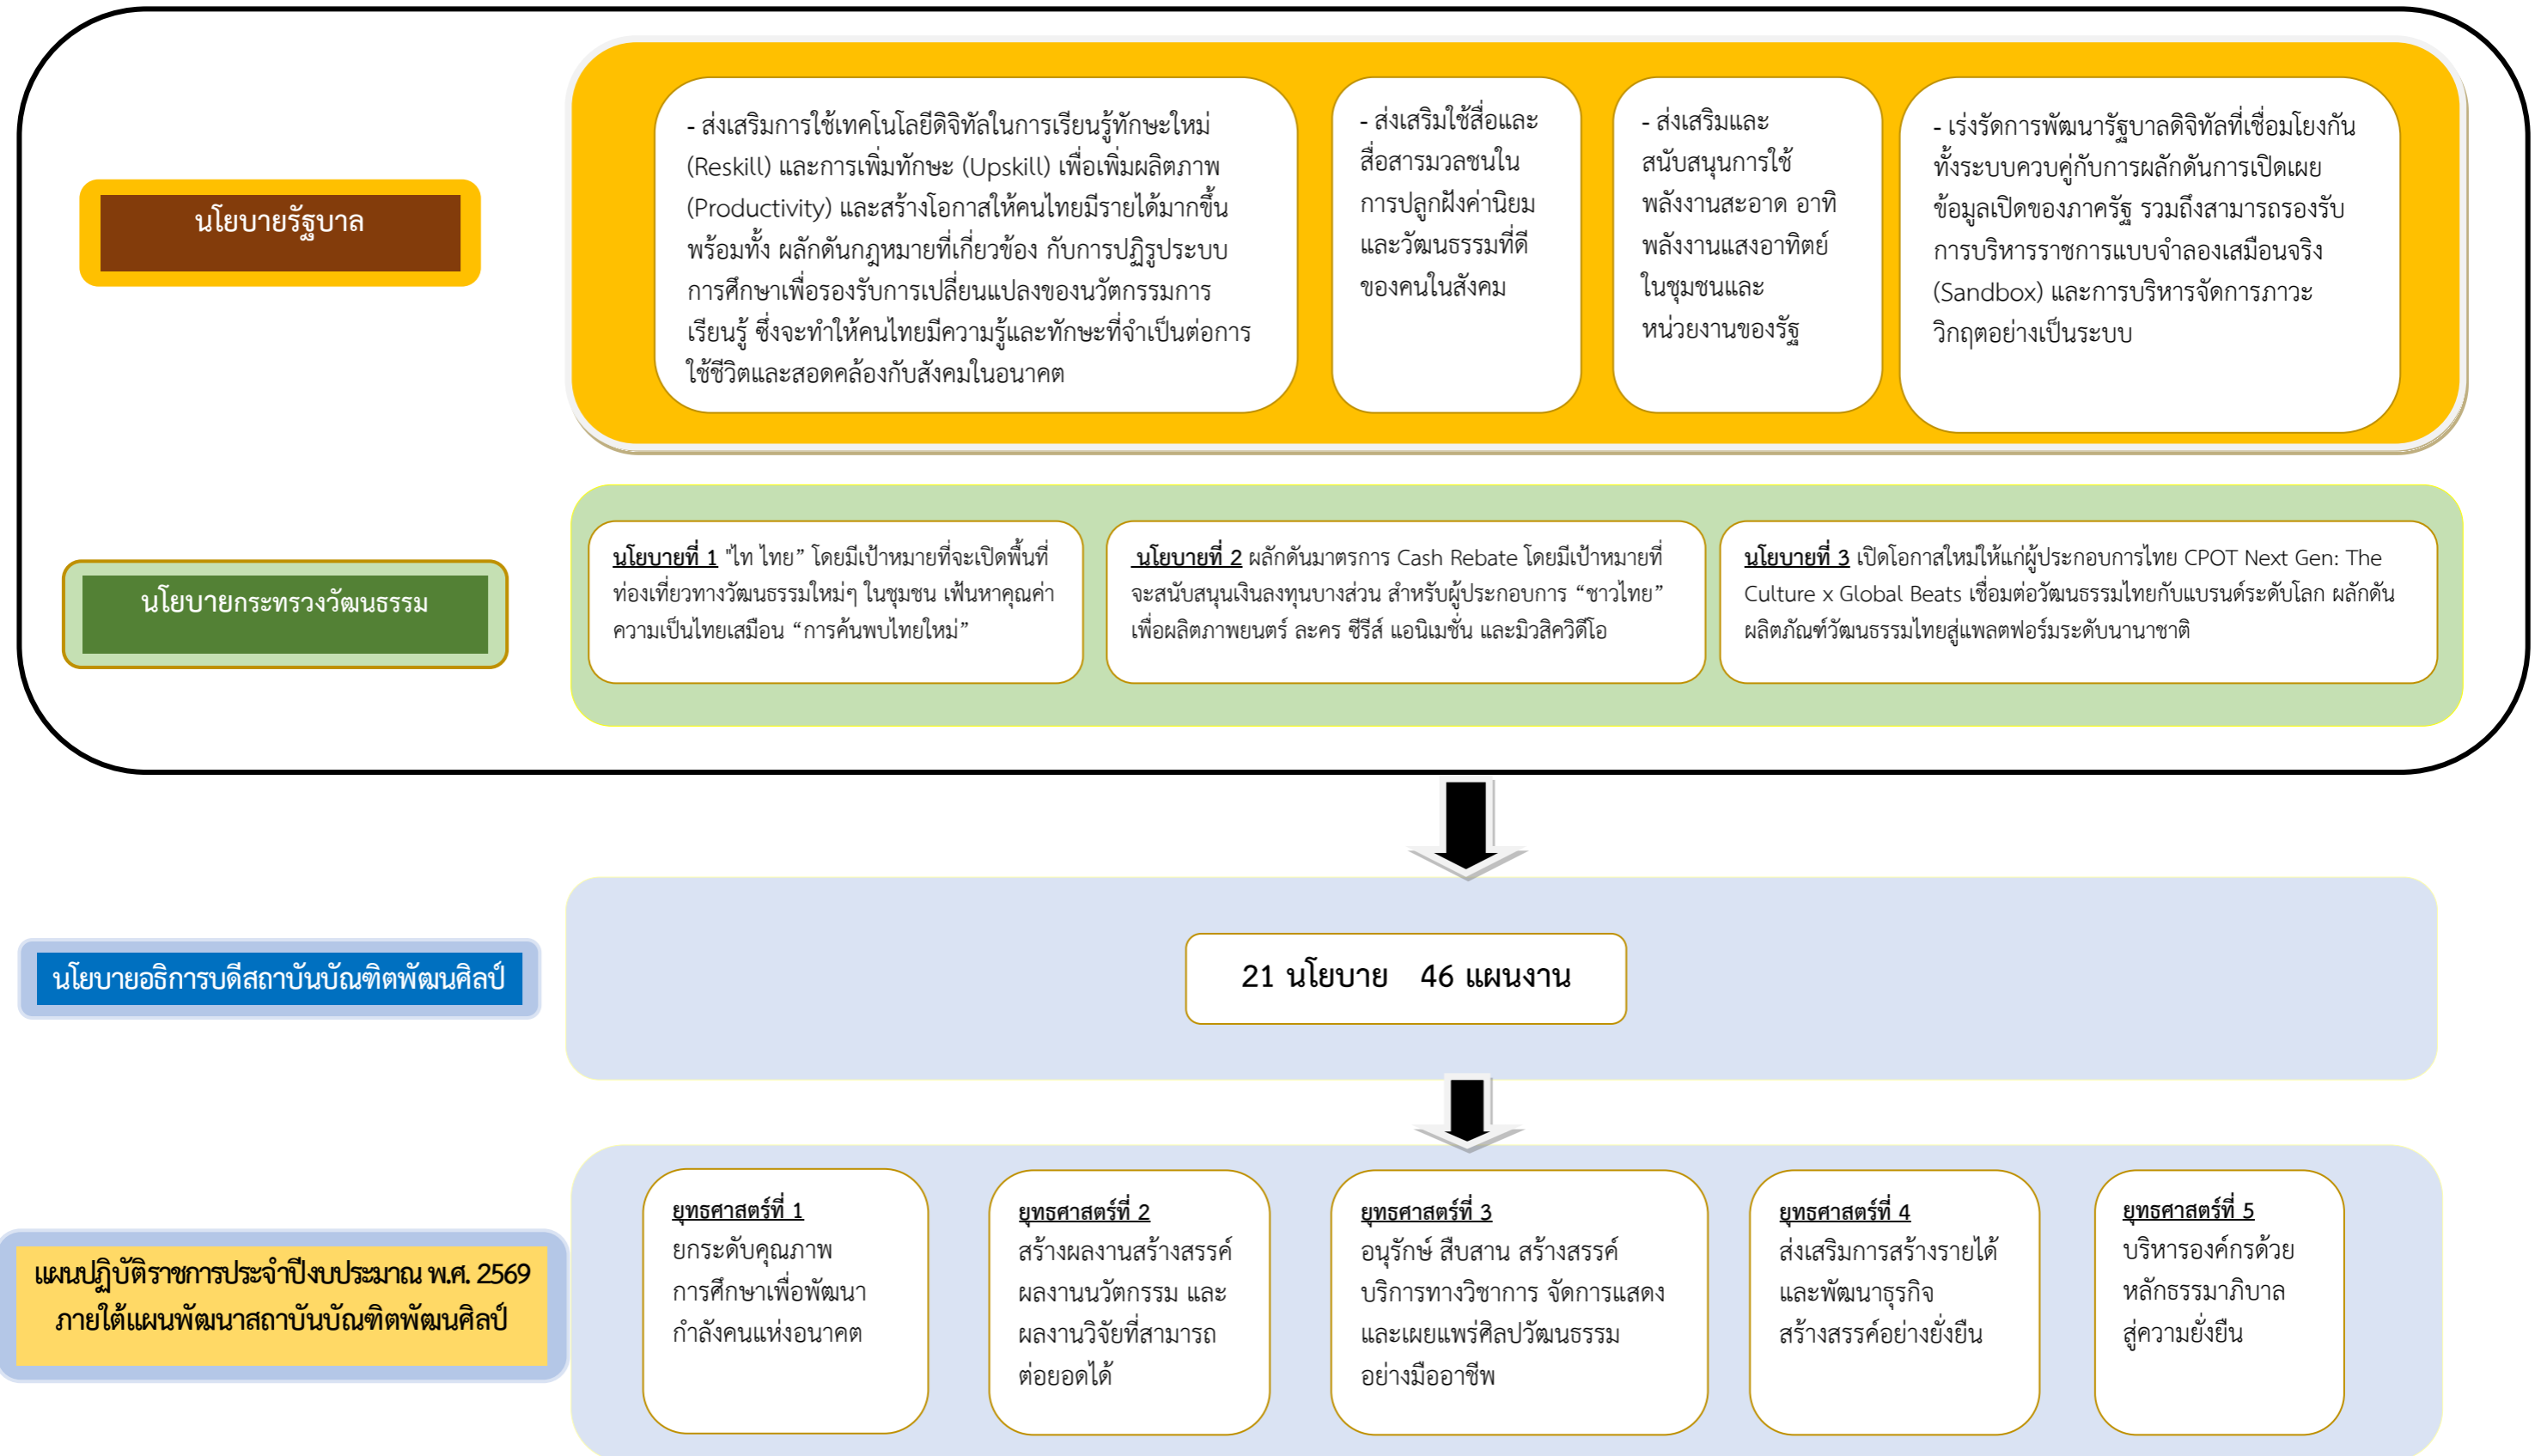 นโยบายรัฐบาล
- ส่งเสริมการใช้เทคโนโลยีดิจิทัลในการเรียนรู้ทักษะใหม่
(Reskill) และการเพิ่มทักษะ (Upskill) เพื่อเพิ่มผลิตภาพ
(Productivity) และสร้างโอกาสให้คนไทยมีรายได้มากขึ้น
พร้อมทั้ง ผลักดันกฎหมายที่เกี่ยวข้อง กับการปฏิรูประบบ
การศึกษาเพื่อรองรับการเปลี่ยนแปลงของนวัตกรรมการ
เรียนรู้ ซึ่งจะทำให้คนไทยมีความรู้และทักษะที่จำเป็นต่อการ
ใช้ชีวิตและสอดคล้องกับสังคมในอนาคต
- ส่งเสริมใช้สื่อและ
สื่อสารมวลชนใน
การปลูกฝังค่านิยม
และวัฒนธรรมที่ดี
ของคนในสังคม
- ส่งเสริมและ
สนับสนุนการใช้
พลังงานสะอาด อาทิ
พลังงานแสงอาทิตย์
ในชุมชนและ
หน่วยงานของรัฐ
- เร่งรัดการพัฒนารัฐบาลดิจิทัลที่เชื่อมโยงกัน
ทั้งระบบควบคู่กับการผลักดันการเปิดเผย
ข้อมูลเปิดของภาครัฐ รวมถึงสามารถรองรับ
การบริหารราชการแบบจำลองเสมือนจริง
(Sandbox) และการบริหารจัดการภาวะ
วิกฤตอย่างเป็นระบบ
นโยบายกระทรวงวัฒนธรรม
นโยบายที่ 1 "ไท ไทย” โดยมีเป้าหมายที่จะเปิดพื้นที่
ท่องเที่ยวทางวัฒนธรรมใหม่ๆ ในชุมชน เฟ้นหาคุณค่า
ความเป็นไทยเสมือน “การค้นพบไทยใหม่”
นโยบายที่ 2 ผลักดันมาตรการ Cash Rebate โดยมีเป้าหมายที่
จะสนับสนุนเงินลงทุนบางส่วน สำหรับผู้ประกอบการ “ชาวไทย”
เพื่อผลิตภาพยนตร์ ละคร ซีรีส์ แอนิเมชั่น และมิวสิควิดีโอ
นโยบายที่ 3 เปิดโอกาสใหม่ให้แก่ผู้ประกอบการไทย CPOT Next Gen: The
Culture x Global Beats เชื่อมต่อวัฒนธรรมไทยกับแบรนด์ระดับโลก ผลักดัน
ผลิตภัณฑ์วัฒนธรรมไทยสู่แพลตฟอร์มระดับนานาชาติ
นโยบายอธิการบดีสถาบันบัณฑิตพัฒนศิลป์
21 นโยบาย 46 แผนงาน
แผนปฏิบัติราชการประจำปีงบประมาณ พ.ศ. 2569
ภายใต้แผนพัฒนาสถาบันบัณฑิตพัฒนศิลป์
ยุทธศาสตร์ที่ 1
ยกระดับคุณภาพ
การศึกษาเพื่อพัฒนา
กำลังคนแห่งอนาคต
ยุทธศาสตร์ที่ 2
สร้างผลงานสร้างสรรค์
ผลงานนวัตกรรม และ
ผลงานวิจัยที่สามารถ
ต่อยอดได้
ยุทธศาสตร์ที่ 3
อนุรักษ์ สืบสาน สร้างสรรค์
บริการทางวิชาการ จัดการแสดง
และเผยแพร่ศิลปวัฒนธรรม
อย่างมืออาชีพ
ยุทธศาสตร์ที่ 4
ส่งเสริมการสร้างรายได้
และพัฒนาธุรกิจ
สร้างสรรค์อย่างยั่งยืน
ยุทธศาสตร์ที่ 5
บริหารองค์กรด้วย
หลักธรรมาภิบาล
สู่ความยั่งยืน